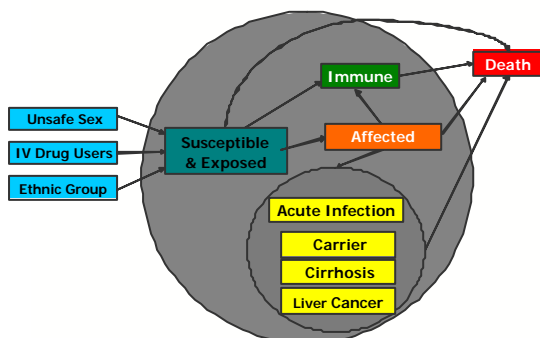 Death
Immune
Unsafe Sex
IV Drug Users
Ethnic Group
Susceptible
& Exposed
Affected
Acute Infection
Carrier
Cirrhosis
Liver Cancer